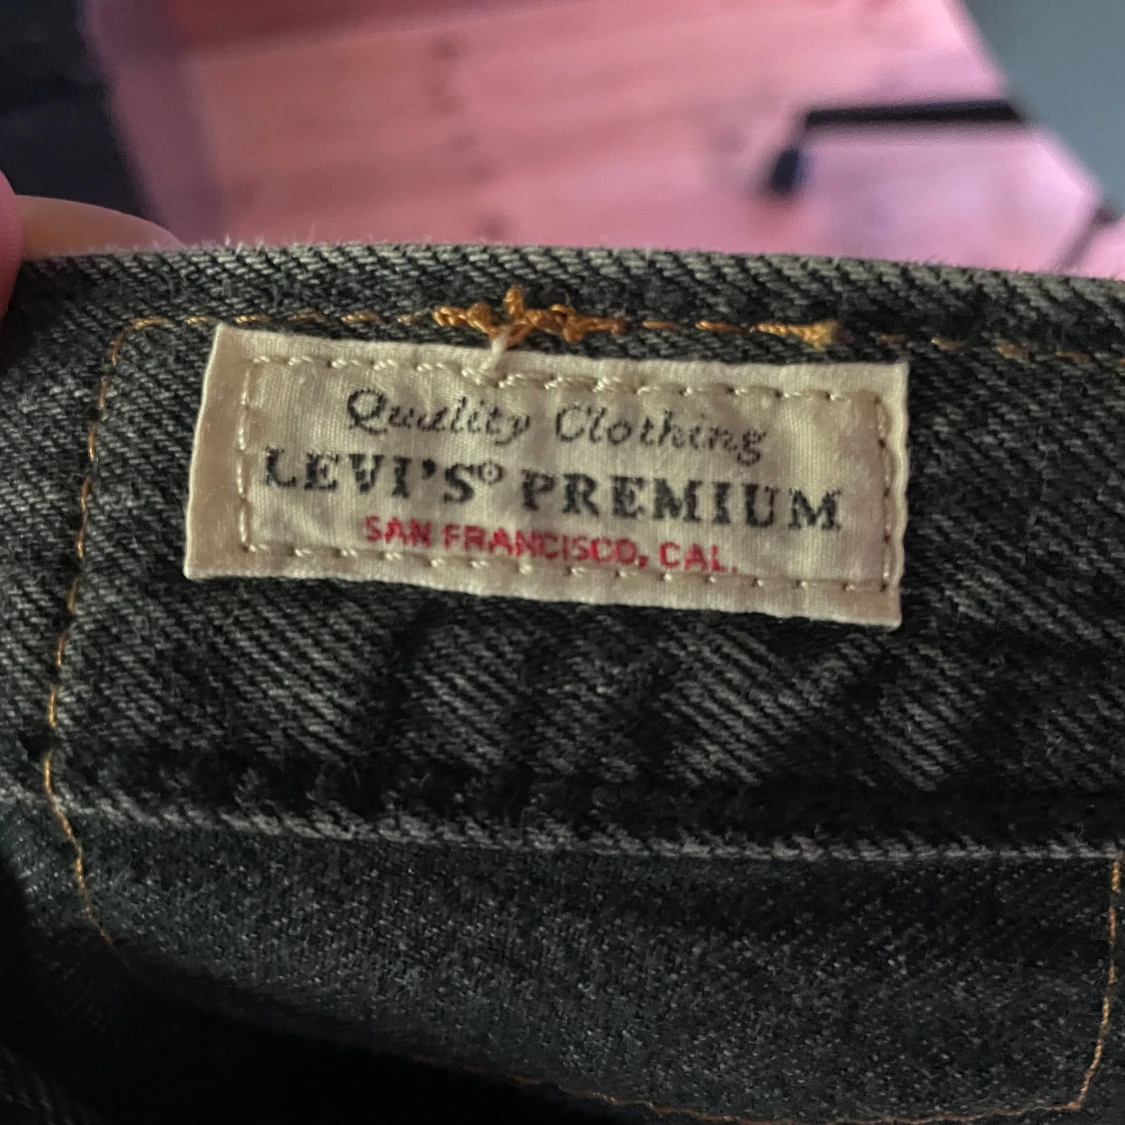 Quality Clothing
LEVI'S® PREMIUM
SAN FRANCISCO, CAL.